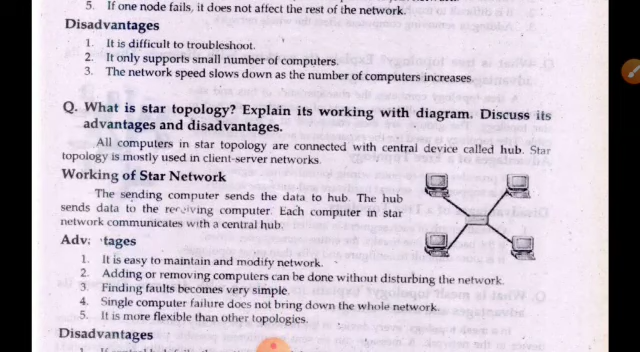 5. If one node fails, it does not affect the rest of the network.
Disadvantages
1. It is difficult to troubleshoot.
2. It only supports small number of computers.
3. The network speed slows down as the number of computers increases.
Q. What is star topology? Explain its working with diagram. Discuss its
advantages and disadvantages.
All computers in star topology are connected with central device called hub. Star
topology is mostly used in client-server networks.
Working of Star Network
The sending computer sends the data to hub. The hub
sends data to the receiving computer. Each computer in star
network communicates with a central hub.
Adv tages
1. It is easy to maintain and modify network.
2. Adding or removing computers can be done without disturbing the network.
3. Finding faults becomes very simple.
4. Single computer failure does not bring down the whole network.
5. It is more flexible than other topologies.
Disadvantages
1. If